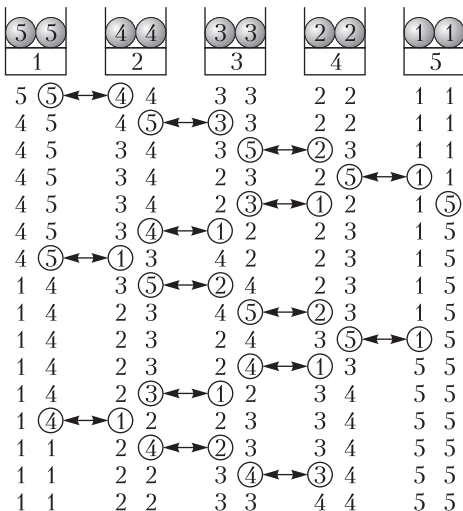 5 5 4 4 3 3 2 2 1 1
1 2 3 4 5
5 5 4 4 3 3 2 2 1 1
4 5 4 5 3 3 2 2 1 1
4 5 3 4 3 5 2 3 1 1
4 5 3 4 2 3 2 5 1 1
4 5 3 4 2 3 1 2 1 5
4 5 3 4 1 2 2 3 1 5
4 5 1 3 4 2 2 3 1 5
1 4 3 5 2 4 2 3 1 5
1 4 2 3 4 5 2 3 1 5
1 4 2 3 2 4 3 5 1 5
1 4 2 3 2 4 1 3 5 5
1 4 2 3 1 2 3 4 5 5
1 4 1 2 2 3 3 4 5 5
1 1 2 4 2 3 3 4 5 5
1 1 2 2 3 4 3 4 5 5
1 1 2 2 3 3 4 4 5 5